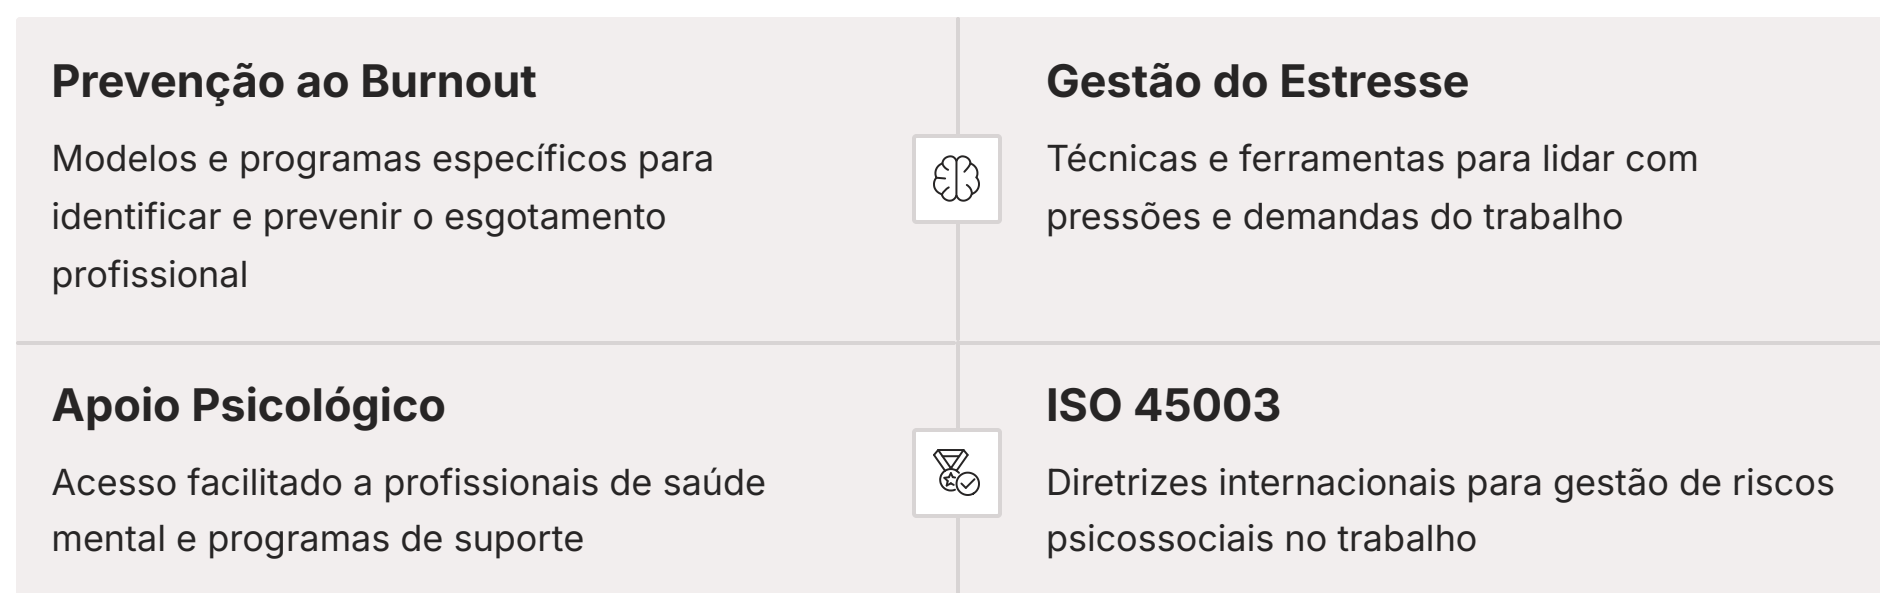 Prevenção ao Burnout
Modelos e programas específicos para
identificar e prevenir o esgotamento
profissional
Gestão do Estresse
Técnicas e ferramentas para lidar com
pressões e demandas do trabalho
Apoio Psicológico
Acesso facilitado a profissionais de saúde
mental e programas de suporte
ISO 45003
Diretrizes internacionais para gestão de riscos
psicossociais no trabalho